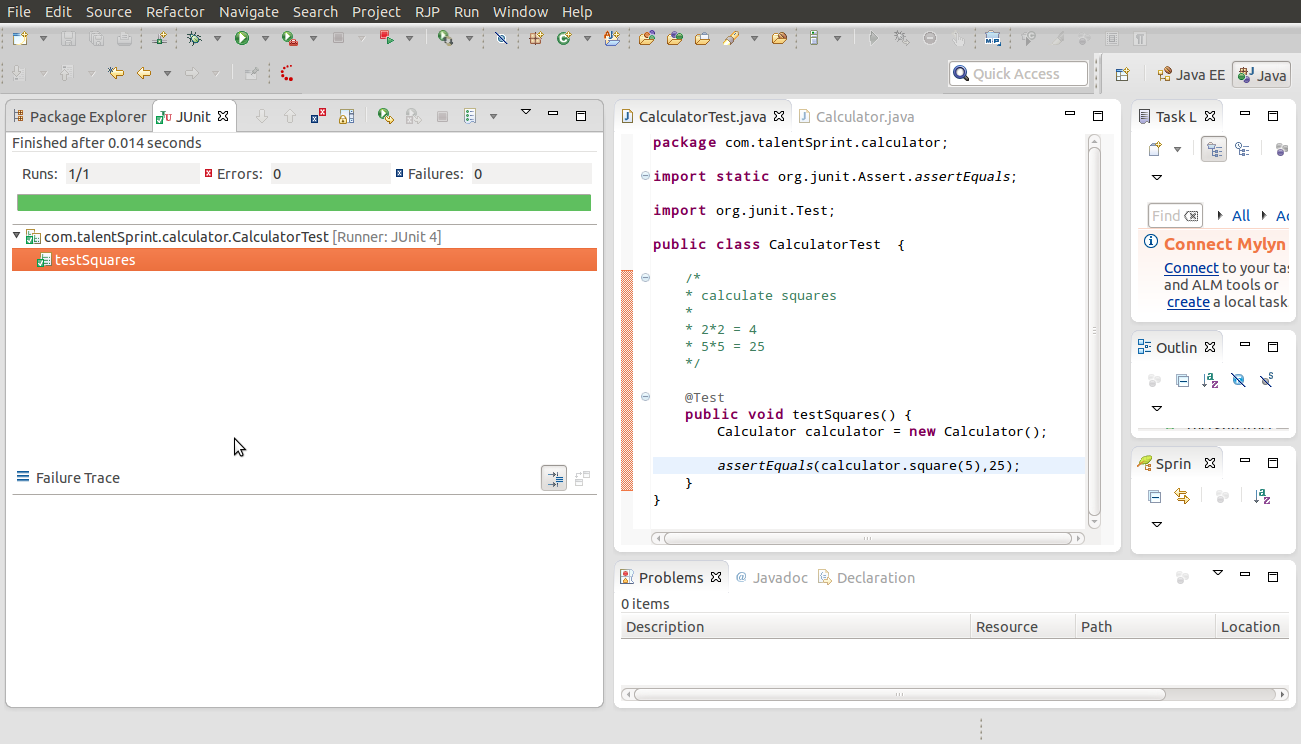 File Edit Source Refactor Navigate Search Project RJP Run Window Help
Quick Access
Java EE
Java
Package Explorer
JUnit
Finished after 0.014 seconds
Runs: 1/1
Errors: 0
Failures: 0
com.talentSprint.calculator.CalculatorTest [Runner: JUnit 4]
testSquares
Failure Trace
CalculatorTest.java
Calculator.java
package com.talentSprint.calculator;
import static org.junit.Assert.assertEquals;
import org.junit.Test;
public class CalculatorTest  {
/*
* calculate squares
*
* 2*2 = 4
* 5*5 = 25
*/
@Test
public void testSquares() {
Calculator calculator = new Calculator();
assertEquals(calculator.square(5),25);
}
}
Task L
Find
All
Ac
Connect Mylyn
Connect to your tas
and ALM tools or
create a local task
Outlin
Sprin
Problems
@ Javadoc
Declaration
0 items
Description Resource Path Location